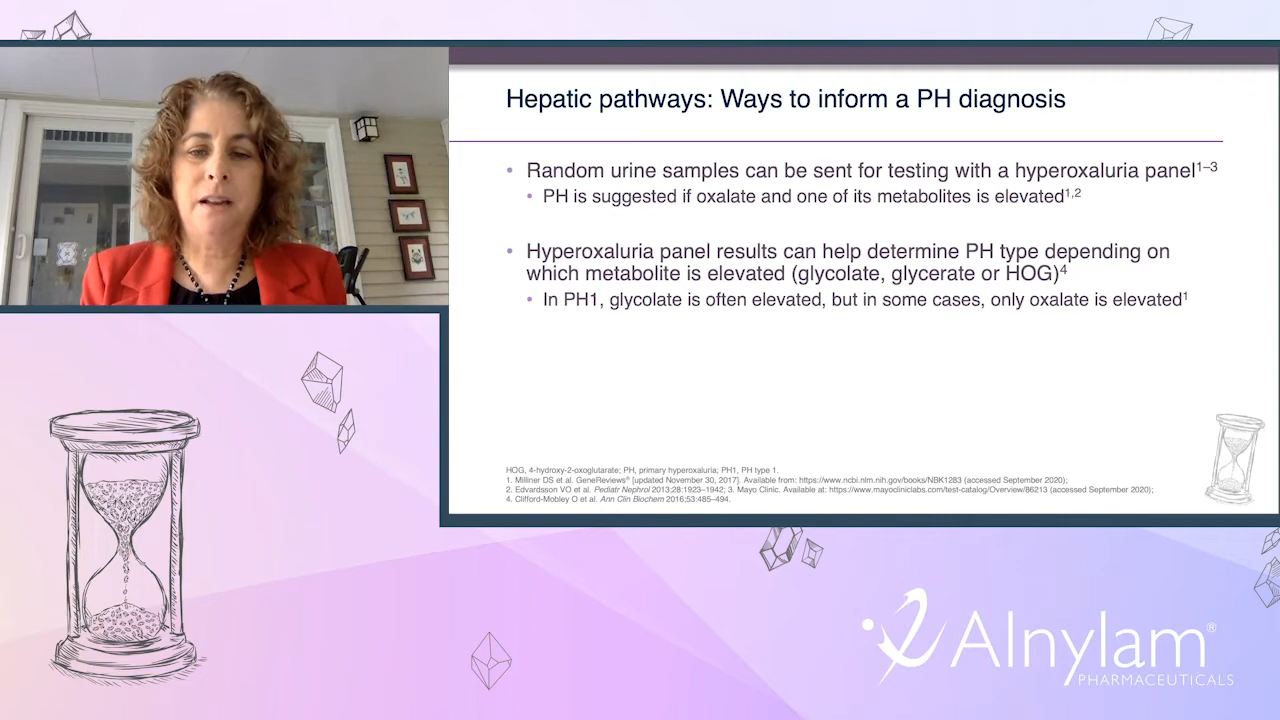 Hepatic pathways: Ways to inform a PH diagnosis
• Random urine samples can be sent for testing with a hyperoxaluria panel1–3
• PH is suggested if oxalate and one of its metabolites is elevated1,2
• Hyperoxaluria panel results can help determine PH type depending on
which metabolite is elevated (glycolate, glycerate or HOG)4
• In PH1, glycolate is often elevated, but in some cases, only oxalate is elevated1
HOG, 4-hydroxy-2-oxoglutarate; PH, primary hyperoxaluria; PH1, PH type 1.
1. Milliner DS et al. GeneReviews® [updated November 30, 2017]. Available from: https://www.ncbi.nlm.nih.gov/books/NBK1283 (accessed September 2020);
2. Edvardsson VO et al. Pediatr Nephrol 2013;28:1923–1942; 3. Mayo Clinic. Available at: https://www.mayocliniclabs.com/test-catalog/Overview/86213 (accessed September 2020);
4. Clifford-Mobley O et al. Ann Clin Biochem 2016;53:485–494.
Alnylam®
PHARMACEUTICALS